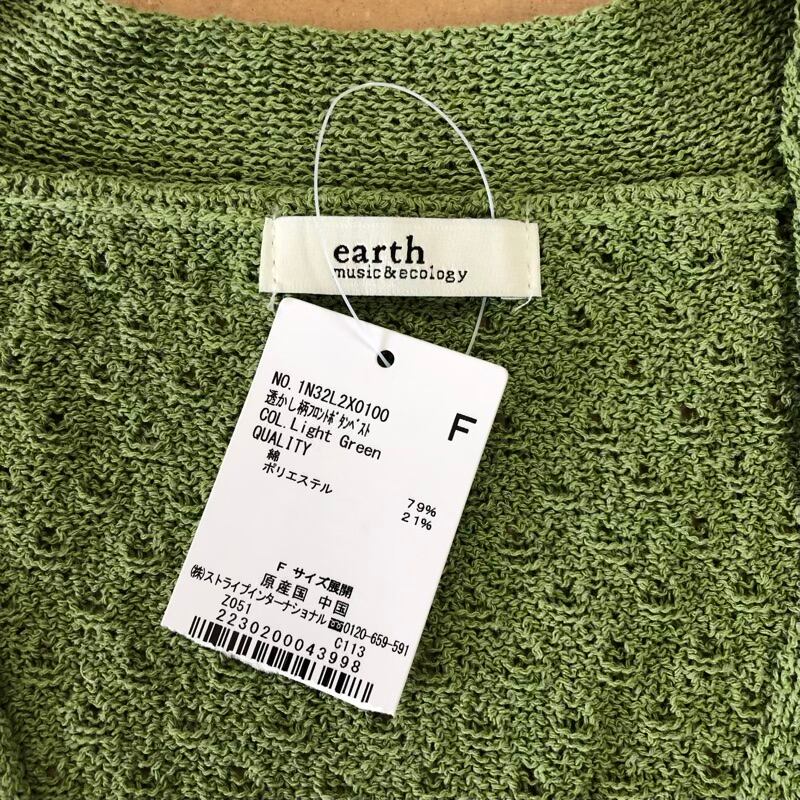 earth
music&ecology
NO. 1N32L2X0100
透かし柄ﾌﾛﾝﾄﾎﾞﾀﾝﾍﾞｽﾄ
F
COL.Light Green
QUALITY
綿 79%
ポリエステル 21%
F サイズ展開
原産国 中国
(株)ストライプインターナショナル 0120-659-591
Z051 C113
2230200043998